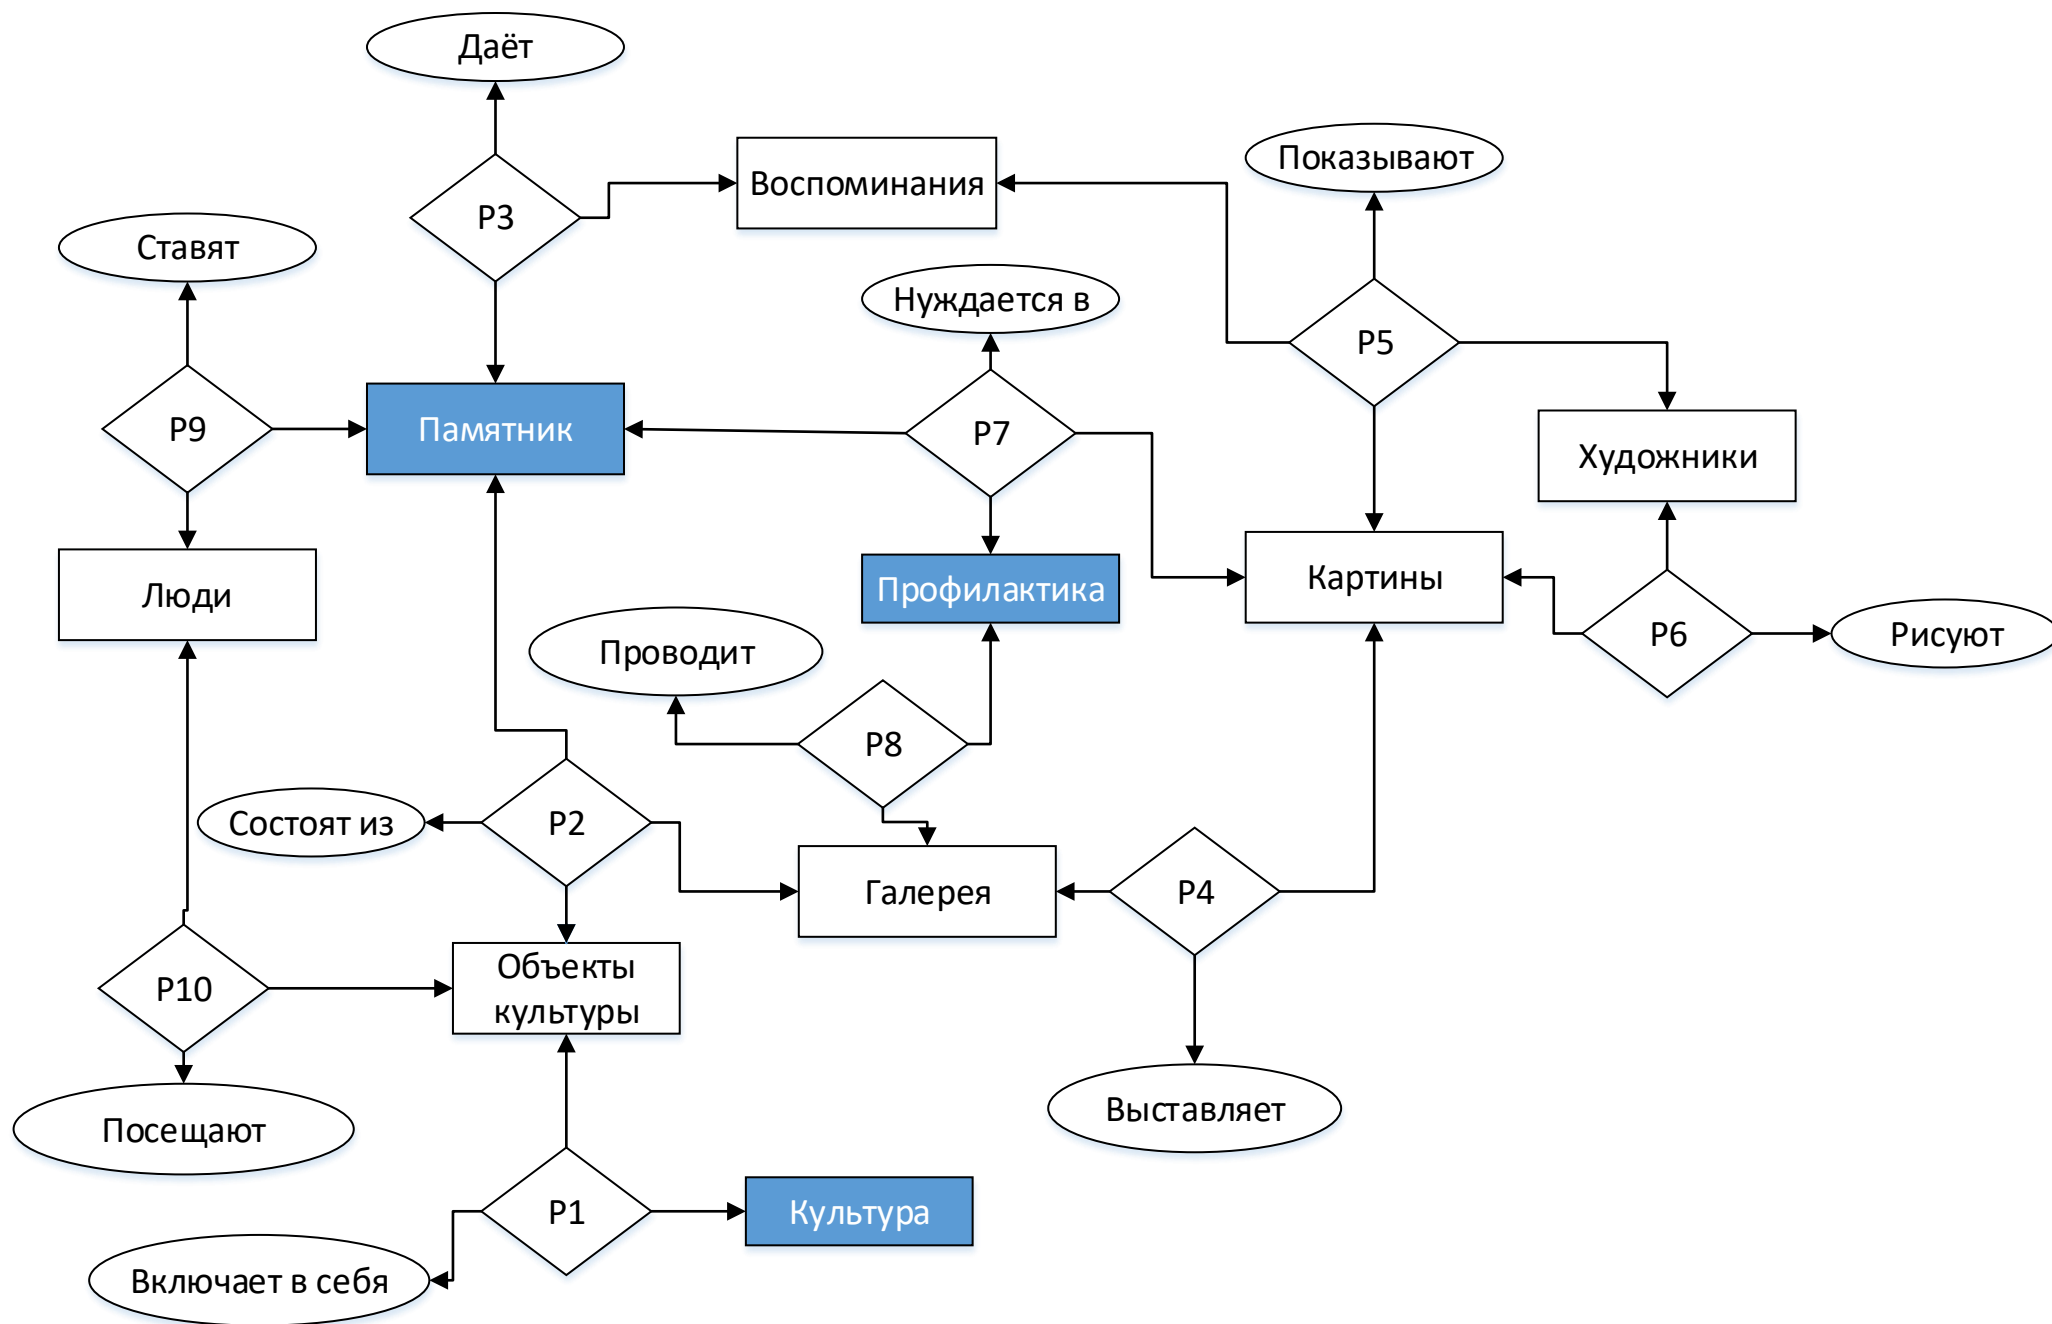 Даёт
Показывают
Воспоминания
P3
Ставят
Нуждается в
P5
P9
Памятник
P7
Художники
Картины
Профилактика
Люди
P6
Рисуют
Проводит
P8
Состоят из
P2
Галерея
P4
Объекты
культуры
P10
Выставляет
Посещают
P1
Культура
Включает в себя